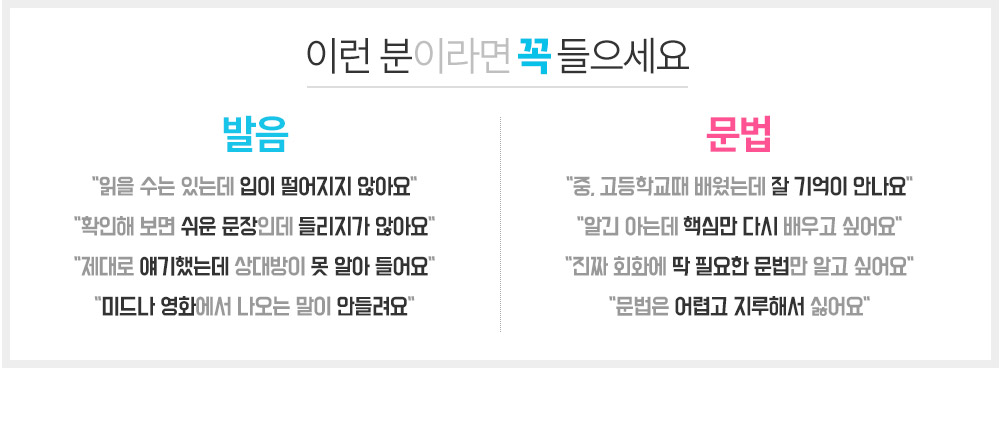 이런 분이라면 꼭 들으세요
발음
"읽을 수는 있는데 입이 떨어지지 않아요"
"확인해 보면 쉬운 문장인데 들리지가 않아요"
"제대로 얘기했는데 상대방이 못 알아 들어요"
"미드나 영화에서 나오는 말이 안들려요"
문법
"중, 고등학교때 배웠는데 잘 기억이 안나요"
"알긴 아는데 핵심만 다시 배우고 싶어요"
"진짜 회화에 딱 필요한 문법만 알고 싶어요"
"문법은 어렵고 지루해서 싫어요"